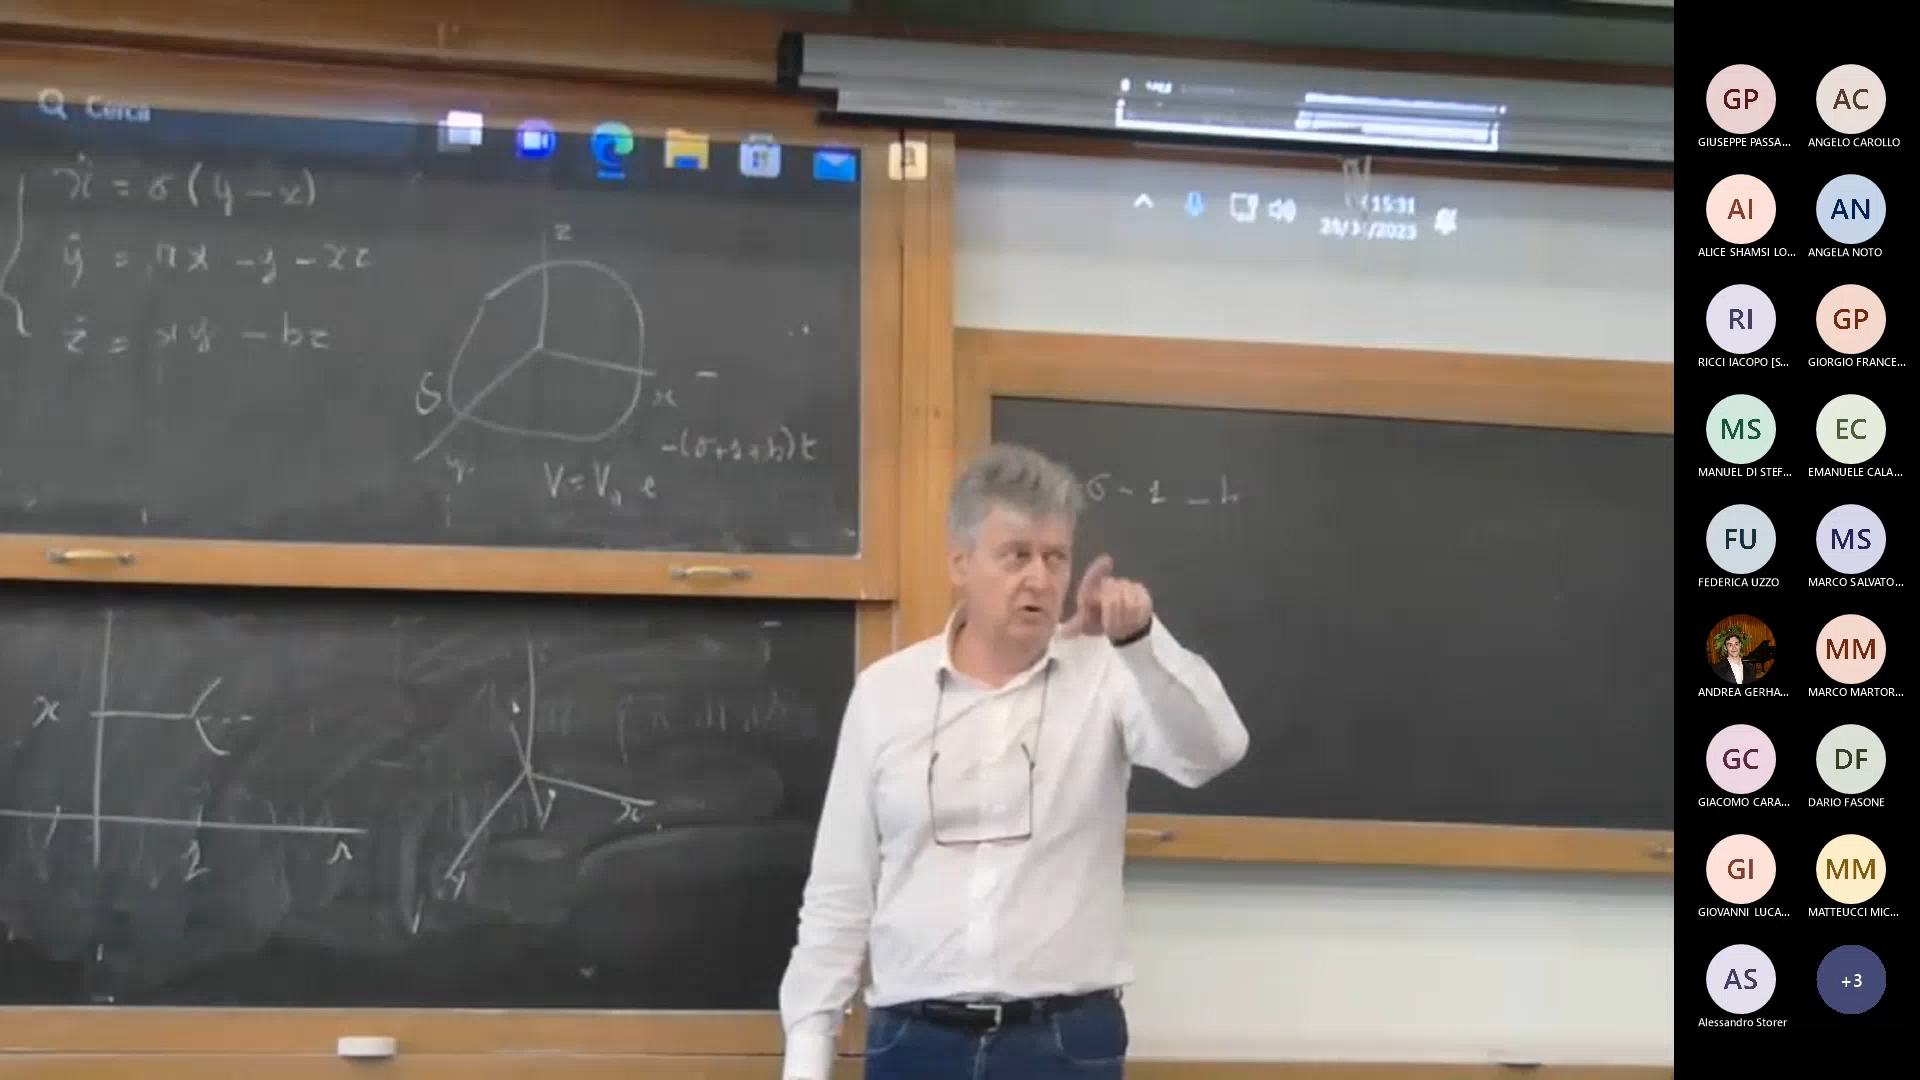 Cerca
ẋ = σ(y - x)
ẏ = rx - y - xz
ż = xy - bz
z
x
y
-(σ+1+b)t
V = V₀ e
15:31
/2023
σ - 1 - b
x
1
r
x
y
GP
GIUSEPPE PASSA...
AC
ANGELO CAROLLO
AI
ALICE SHAMSI LO...
AN
ANGELA NOTO
RI
RICCI IACOPO [S...
GP
GIORGIO FRANCE...
MS
MANUEL DI STEF...
EC
EMANUELE CALA...
FU
FEDERICA UZZO
MS
MARCO SALVATO...
ANDREA GERHA...
MM
MARCO MARTOR...
GC
GIACOMO CARA...
DF
DARIO FASONE
GI
GIOVANNI LUCA...
MM
MATTEUCCI MIC...
AS
Alessandro Storer
+3